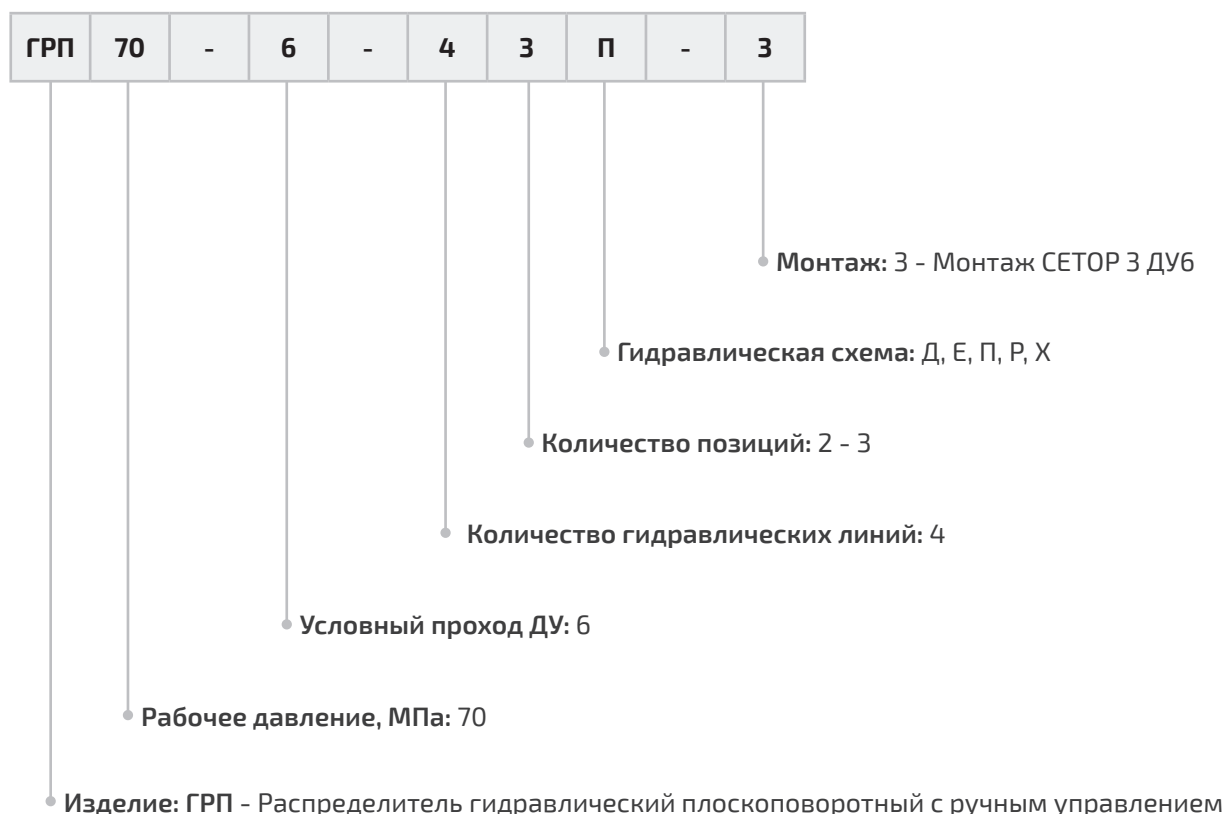 ГРП 70 - 6 - 4 3 П - 3
Монтаж: 3 - Монтаж CETOP 3 ДУ6
Гидравлическая схема: Д, Е, П, Р, Х
Количество позиций: 2 - 3
Количество гидравлических линий: 4
Условный проход ДУ: 6
Рабочее давление, МПа: 70
Изделие: ГРП - Распределитель гидравлический плоскоповоротный с ручным управлением